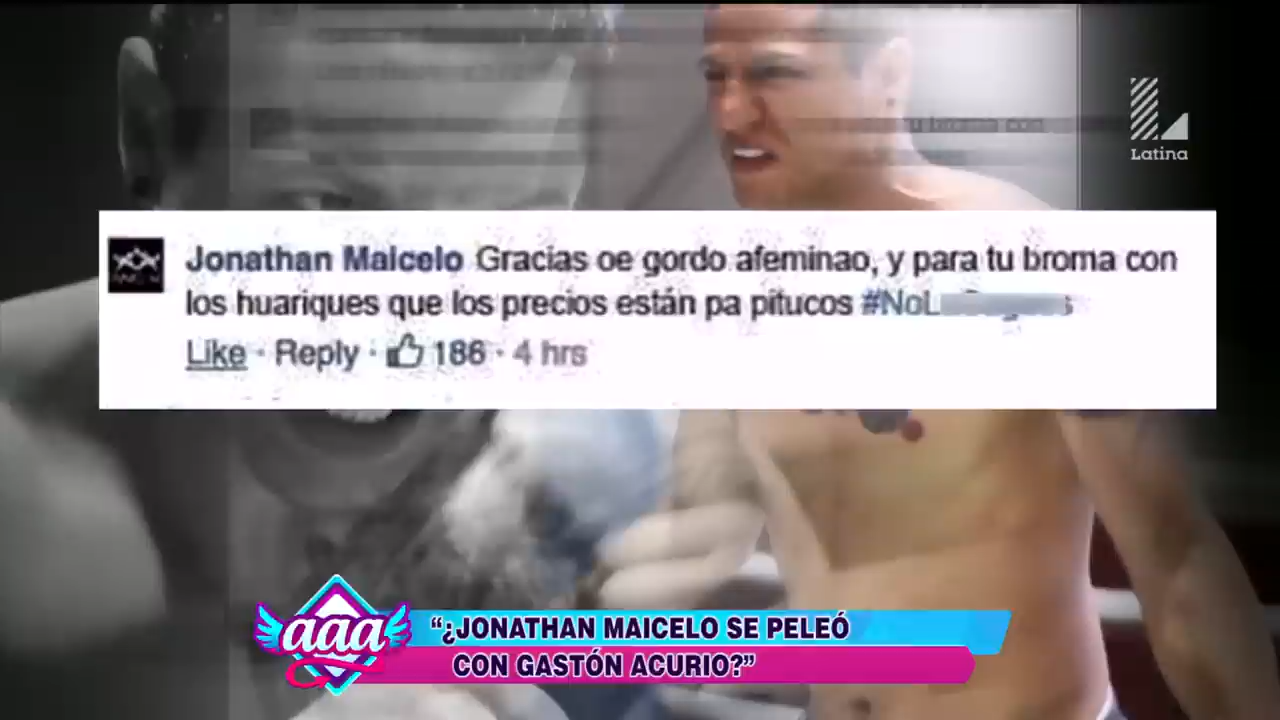 Latina
Jonathan Maicelo Gracias oe gordo afeminao, y para tu broma con
los huariques que los precios están pa pitucos #NoL
Like · Reply · 186 · 4 hrs
aaa
"¿JONATHAN MAICELO SE PELEÓ
CON GASTÓN ACURIO?"